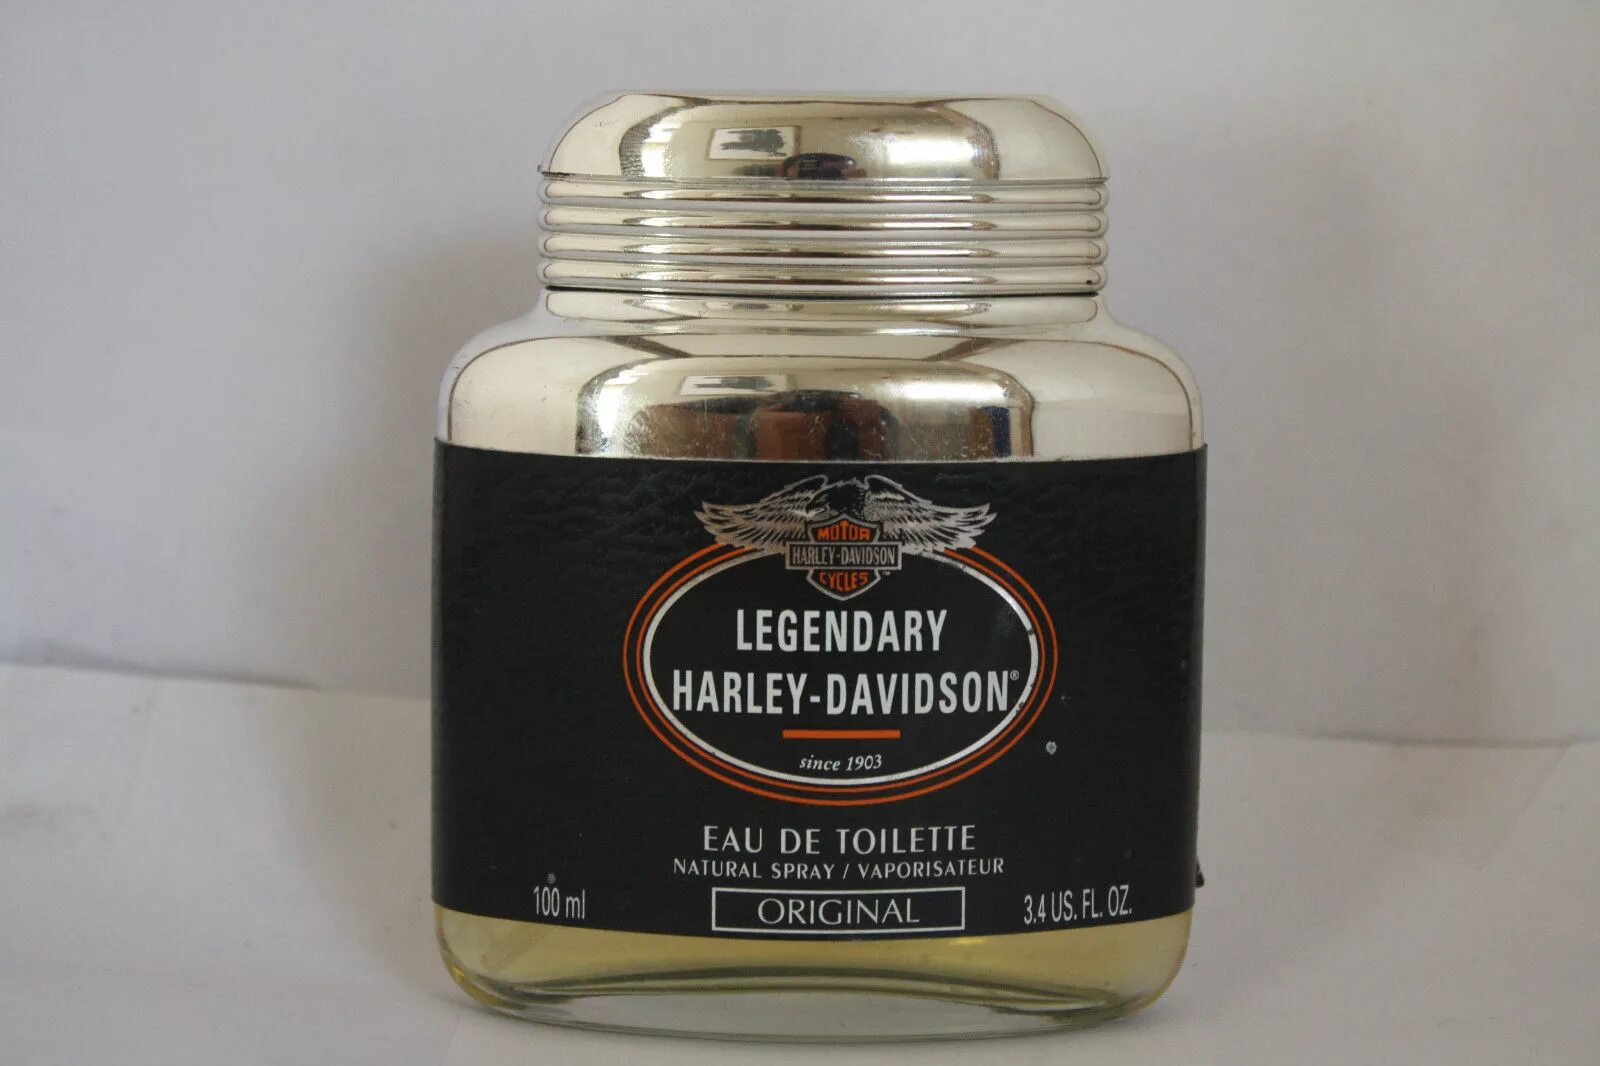 MOTOR
HARLEY-DAVIDSON
CYCLES™
LEGENDARY
HARLEY-DAVIDSON®
since 1903
EAU DE TOILETTE
NATURAL SPRAY / VAPORISATEUR
100 ml ORIGINAL 3.4 US. FL. OZ.